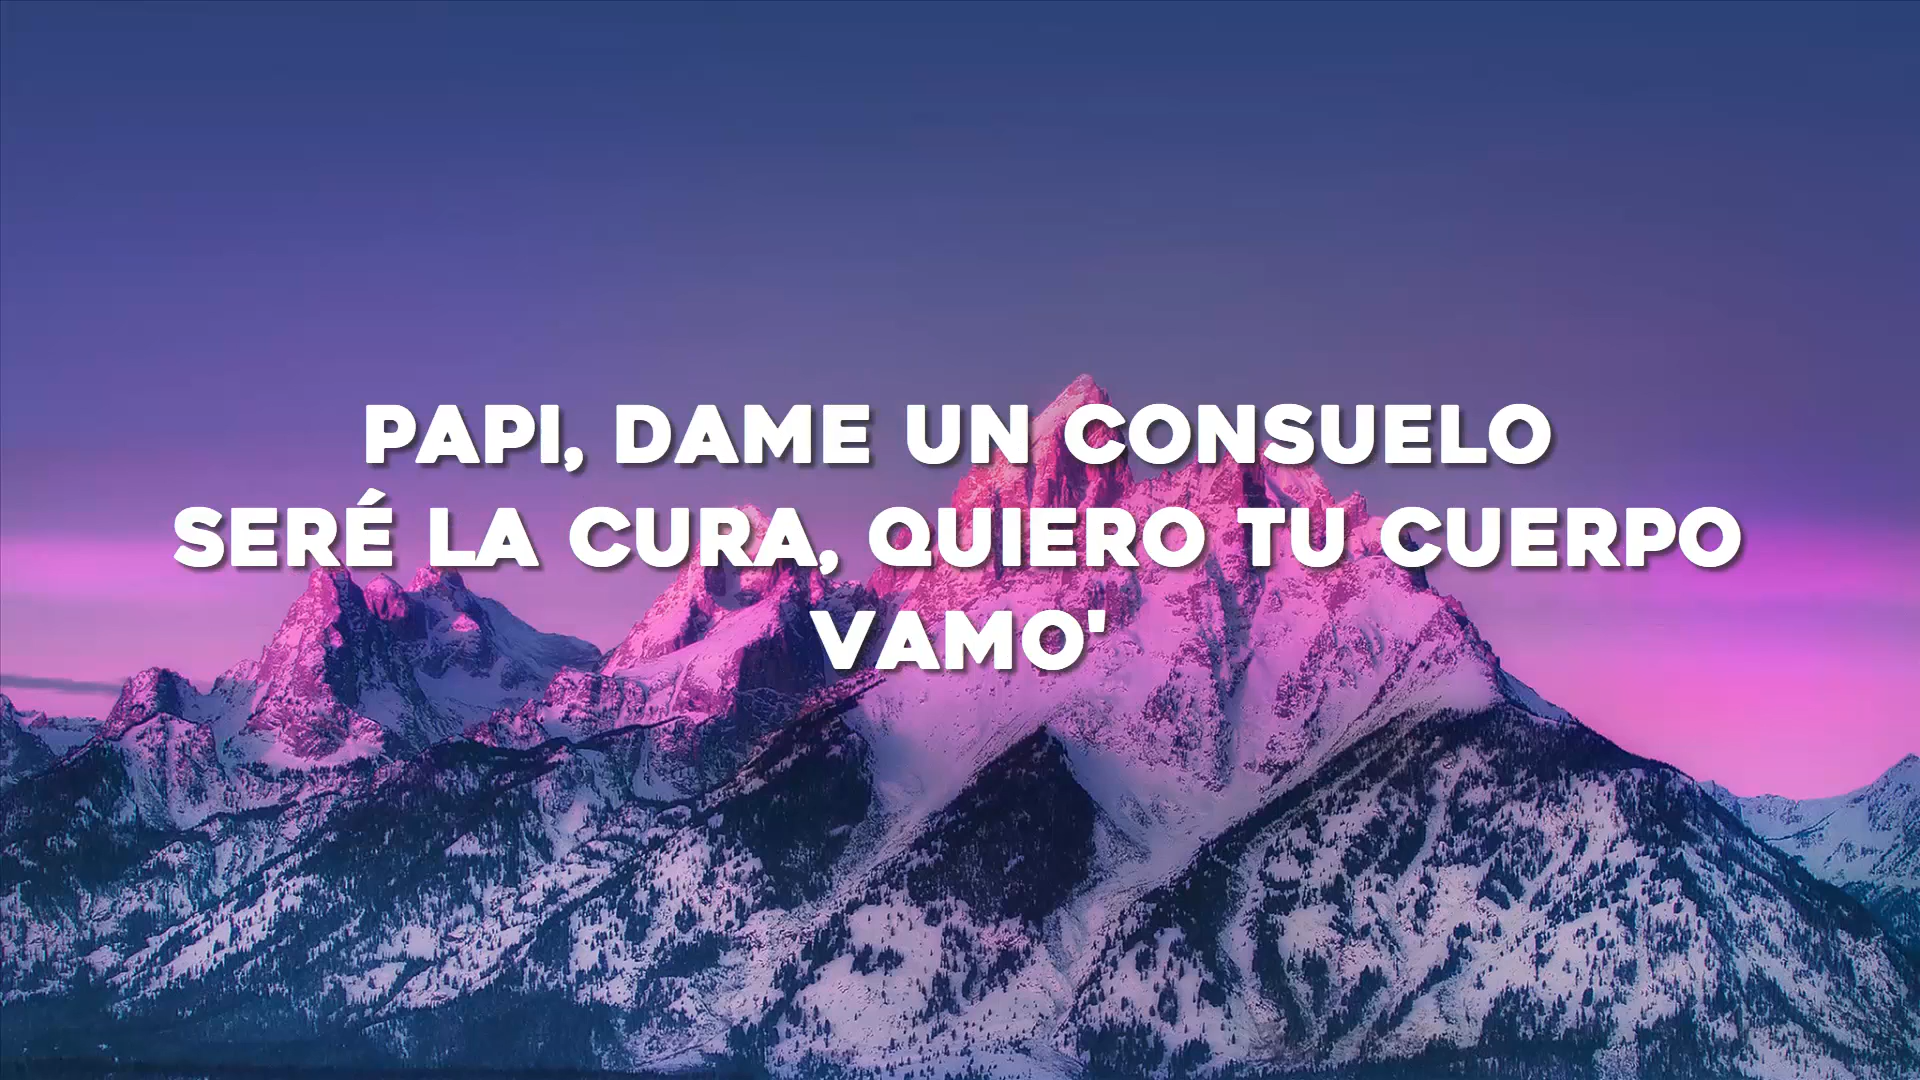 PAPI, DAME UN CONSUELO
SERÉ LA CURA, QUIERO TU CUERPO
VAMO'